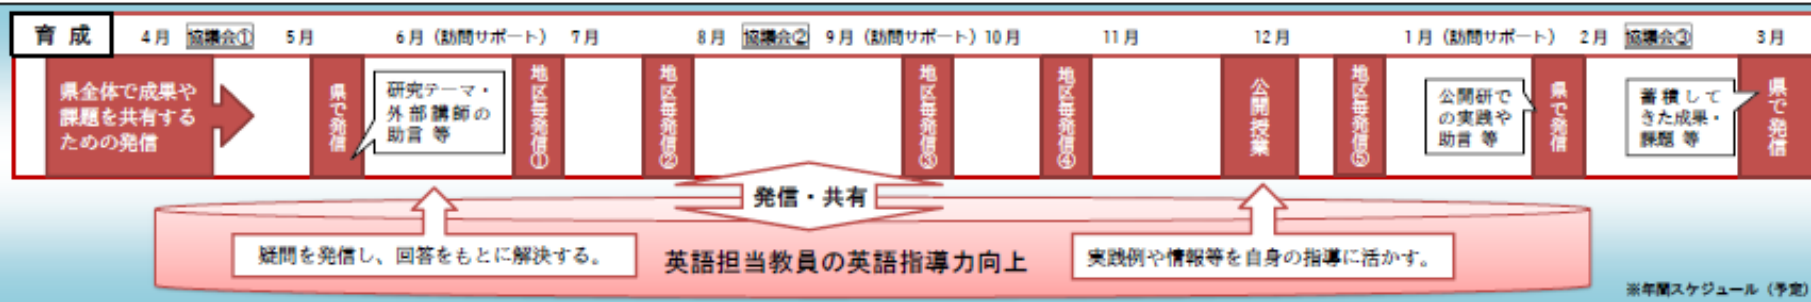 育 成
4月 協議会① 5月 6月（訪問サポート） 7月 8月 協議会② 9月（訪問サポート）10月 11月 12月 1月（訪問サポート） 2月 協議会③ 3月
県全体で成果や
課題を共有する
ための発信
県で発信
研究テーマ・
外部講師の
助言 等
地区毎発信①
地区毎発信②
地区毎発信③
地区毎発信④
公開授業
地区毎発信⑤
公開研で
の実践や
助言 等
県で発信
蓄積して
きた成果・
課題 等
県で発信
発信・共有
疑問を発信し、回答をもとに解決する。
英語担当教員の英語指導力向上
実践例や情報等を自身の指導に活かす。
※年間スケジュール（予定）